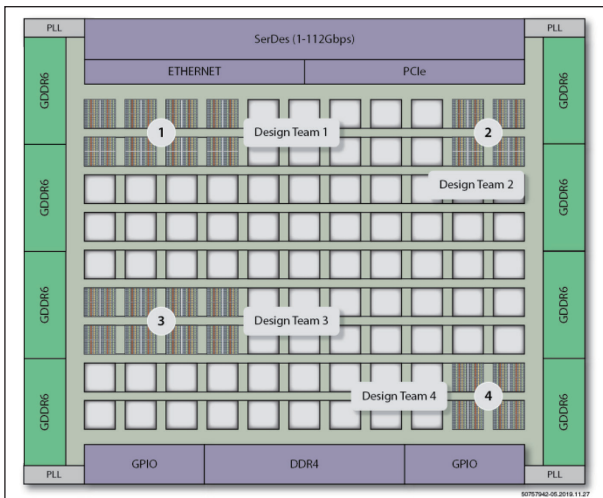 PLL
SerDes (1-112Gbps)
PLL
ETHERNET
PCIe
GDDR6
GDDR6
1
Design Team 1
2
Design Team 2
GDDR6
GDDR6
GDDR6
GDDR6
3
Design Team 3
Design Team 4
4
GDDR6
GDDR6
GPIO
DDR4
GPIO
PLL
PLL
50757942-05.2019.11.27